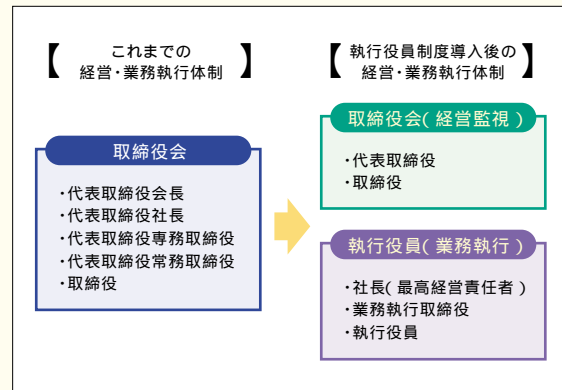 【 これまでの
経営・業務執行体制 】
取締役会
・代表取締役会長
・代表取締役社長
・代表取締役専務取締役
・代表取締役常務取締役
・取締役
【 執行役員制度導入後の
経営・業務執行体制 】
取締役会(経営監視)
・代表取締役
・取締役
執行役員(業務執行)
・社長(最高経営責任者)
・業務執行取締役
・執行役員